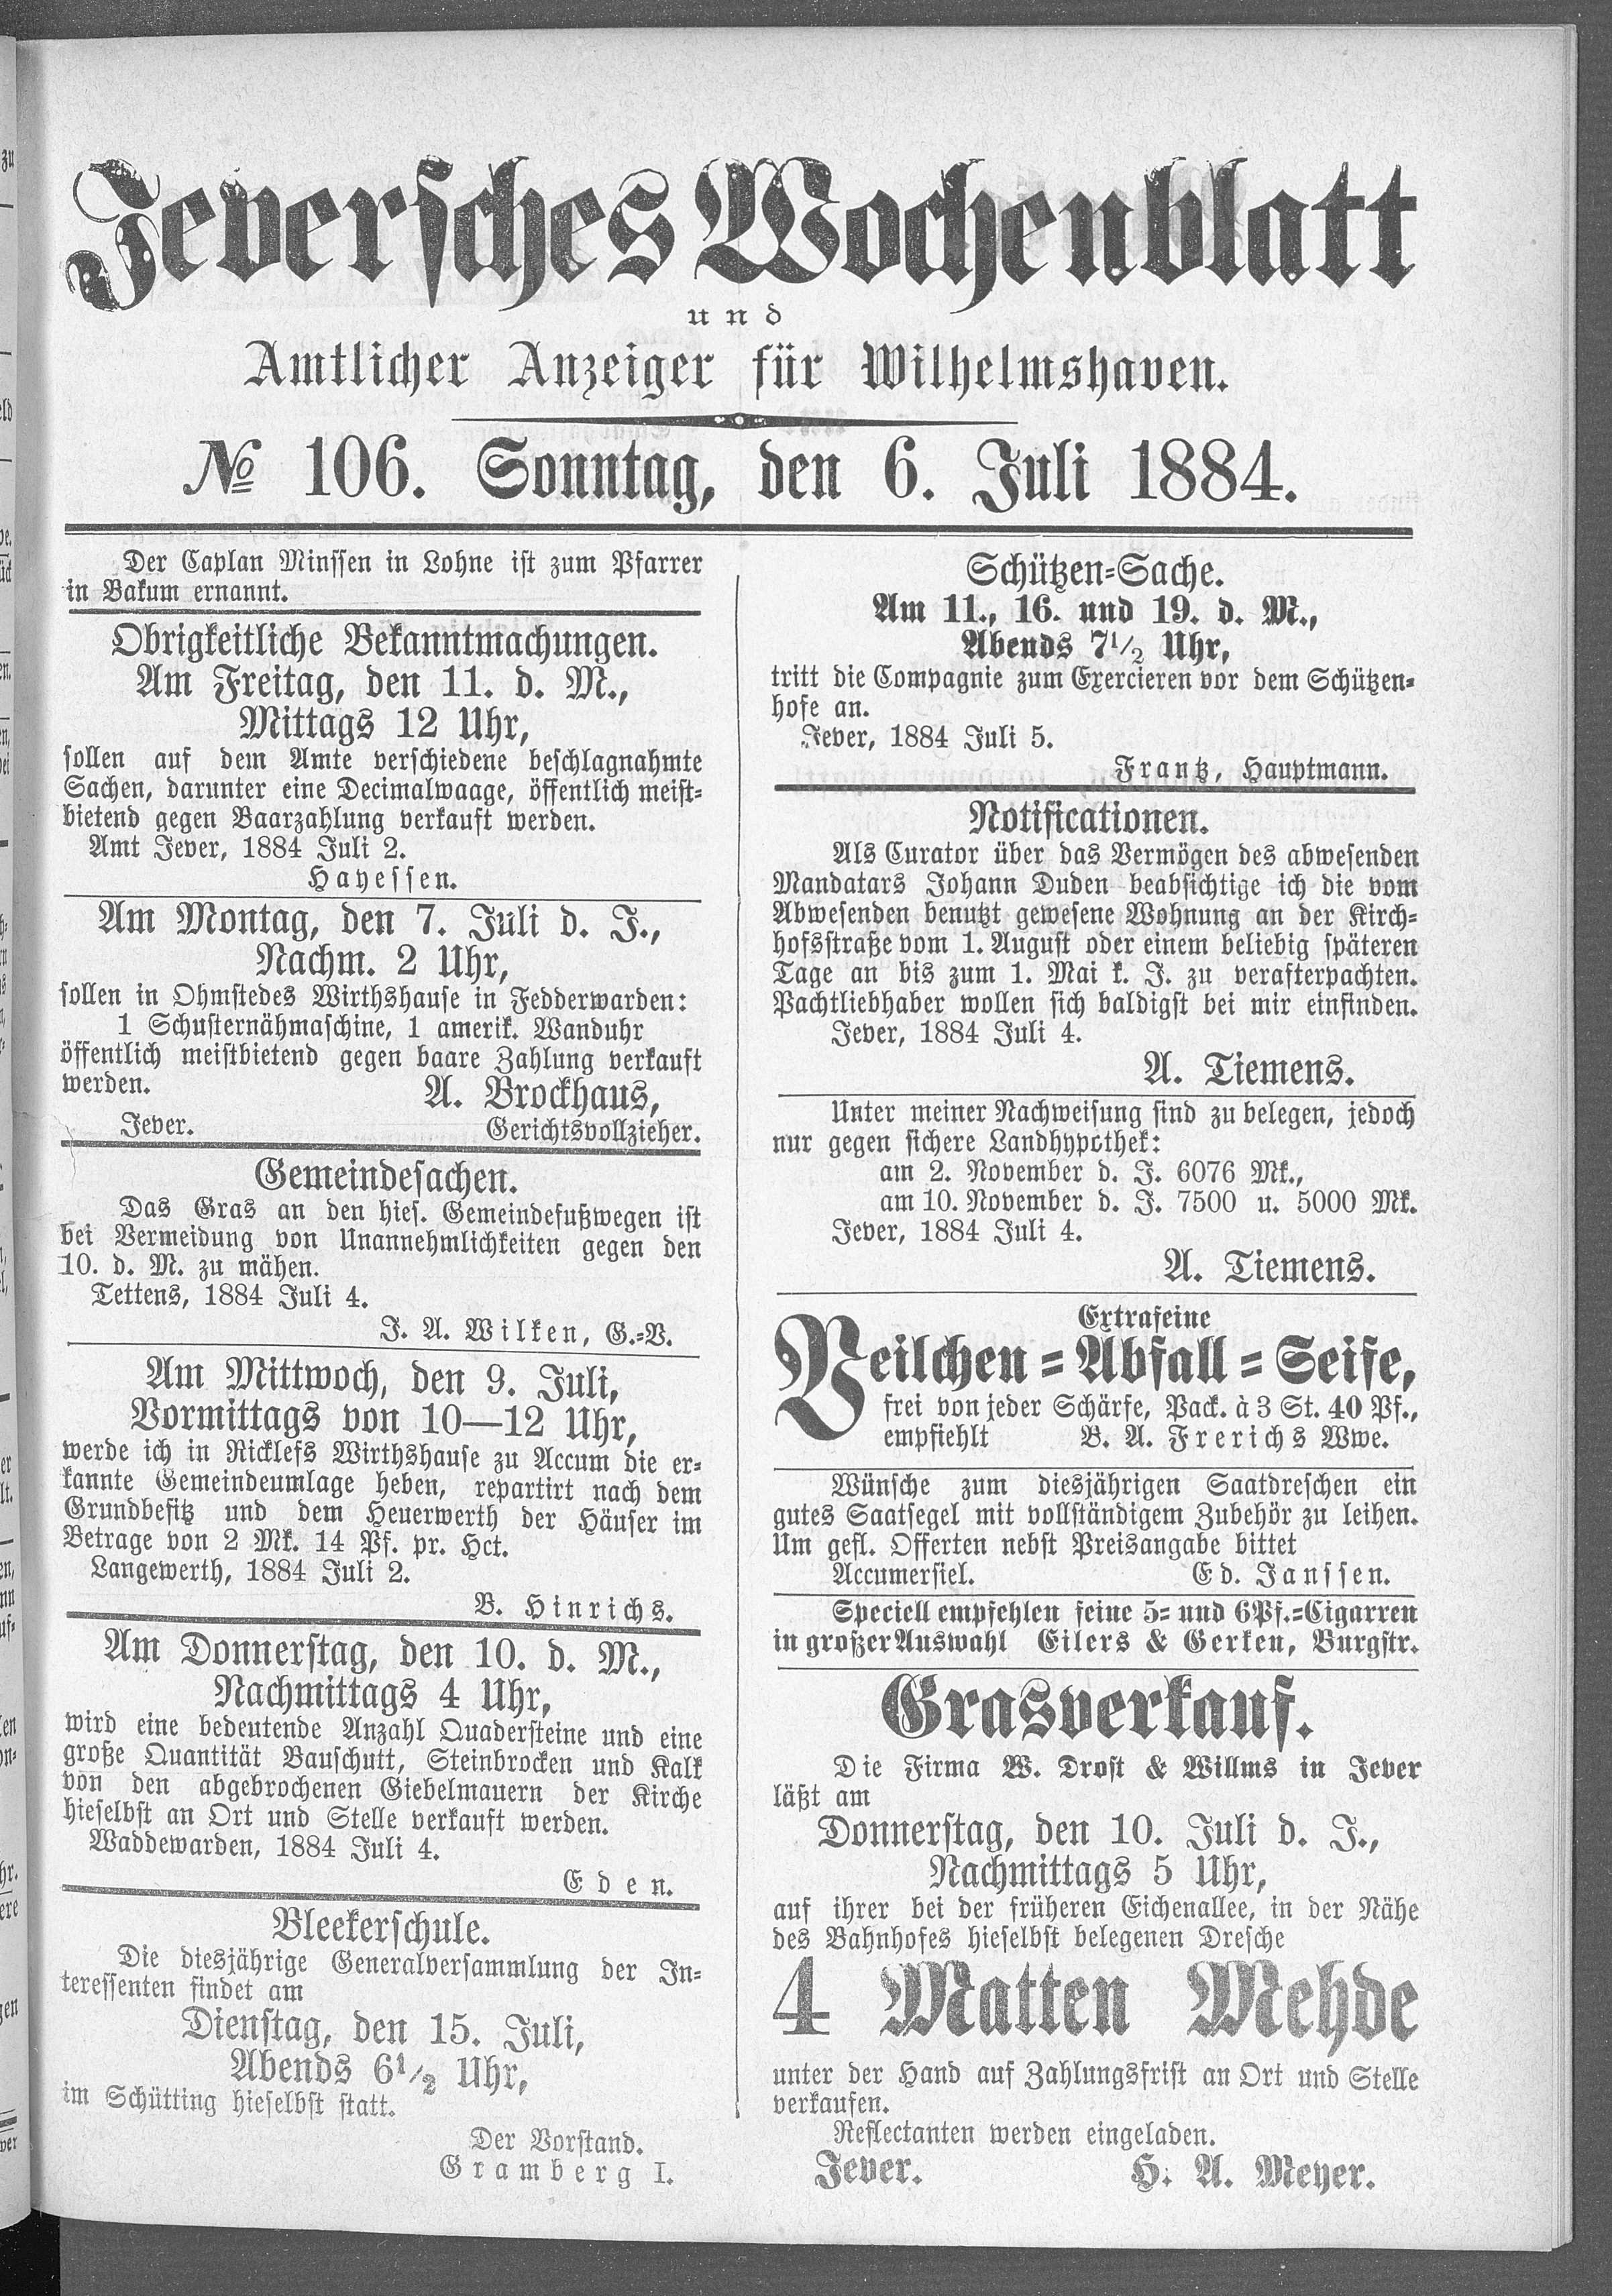 Jeversches Wochenblatt
und
Amtlicher Anzeiger für Wilhelmshaven.
№ 106. Sonntag, den 6. Juli 1884.
Der Caplan Minssen in Lohne ist zum Pfarrer
in Bakum ernannt.
Obrigkeitliche Bekanntmachungen.
Am Freitag, den 11. d. M.,
Mittags 12 Uhr,
sollen auf dem Amte verschiedene beschlagnahmte
Sachen, darunter eine Decimalwaage, öffentlich meist-
bietend gegen Baarzahlung verkauft werden.
Amt Jever, 1884 Juli 2.
Hayessen.
Am Montag, den 7. Juli d. J.,
Nachm. 2 Uhr,
sollen in Ohmstedes Wirthshause in Fedderwarden:
1 Schusternähmaschine, 1 amerik. Wanduhr
öffentlich meistbietend gegen baare Zahlung verkauft
werden. A. Brockhaus,
Jever. Gerichtsvollzieher.
Gemeindesachen.
Das Gras an den hies. Gemeindefußwegen ist
bei Vermeidung von Unannehmlichkeiten gegen den
10. d. M. zu mähen.
Tettens, 1884 Juli 4.
J. A. Wilken, G.-V.
Am Mittwoch, den 9. Juli,
Vormittags von 10—12 Uhr,
werde ich in Ricklefs Wirthshause zu Accum die er-
kannte Gemeindeumlage heben, repartirt nach dem
Grundbesitz und dem Heuerwerth der Häuser im
Betrage von 2 Mk. 14 Pf. pr. Hct.
Langewerth, 1884 Juli 2.
B. Hinrichs.
Am Donnerstag, den 10. d. M.,
Nachmittags 4 Uhr,
wird eine bedeutende Anzahl Quadersteine und eine
große Quantität Bauschutt, Steinbrocken und Kalk
von den abgebrochenen Giebelmauern der Kirche
hieselbst an Ort und Stelle verkauft werden.
Waddewarden, 1884 Juli 4.
Eden.
Bleekerschule.
Die diesjährige Generalversammlung der In-
teressenten findet am
Dienstag, den 15. Juli,
Abends 6½ Uhr,
im Schütting hieselbst statt.
Der Vorstand.
Gramberg I.
Schützen-Sache.
Am 11., 16. und 19. d. M.,
Abends 7½ Uhr,
tritt die Compagnie zum Exercieren vor dem Schützen-
hofe an.
Jever, 1884 Juli 5.
Frantz, Hauptmann.
Notificationen.
Als Curator über das Vermögen des abwesenden
Mandatars Johann Duden beabsichtige ich die vom
Abwesenden benutzt gewesene Wohnung an der Kirch-
hofsstraße vom 1. August oder einem beliebig späteren
Tage an bis zum 1. Mai k. J. zu verafterpachten.
Pachtliebhaber wollen sich baldigst bei mir einfinden.
Jever, 1884 Juli 4.
A. Tiemens.
Unter meiner Nachweisung sind zu belegen, jedoch
nur gegen sichere Landhypothek:
am 2. November d. J. 6076 Mk.,
am 10. November d. J. 7500 u. 5000 Mk.
Jever, 1884 Juli 4.
A. Tiemens.
Extrafeine
Veilchen-Abfall-Seife,
frei von jeder Schärfe, Pack. à 3 St. 40 Pf.,
empfiehlt B. A. Frerichs Wwe.
Wünsche zum diesjährigen Saatdreschen ein
gutes Saatsegel mit vollständigem Zubehör zu leihen.
Um gefl. Offerten nebst Preisangabe bittet
Accumersiel. Ed. Janssen.
Speciell empfehlen feine 5- und 6Pf.-Cigarren
in großer Auswahl Eilers & Gerken, Burgstr.
Grasverkauf.
Die Firma W. Drost & Willms in Jever
läßt am
Donnerstag, den 10. Juli d. J.,
Nachmittags 5 Uhr,
auf ihrer bei der früheren Eichenallee, in der Nähe
des Bahnhofes hieselbst belegenen Dresche
4 Matten Mehde
unter der Hand auf Zahlungsfrist an Ort und Stelle
verkaufen.
Reflectanten werden eingeladen.
Jever. H. A. Meyer.